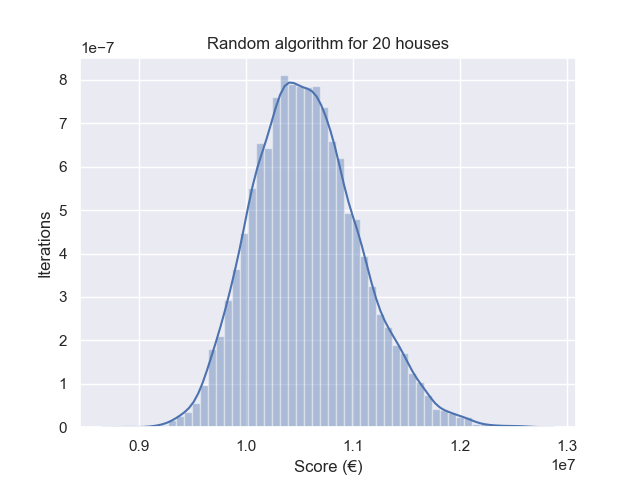 Random algorithm for 20 houses
1e−7
8
7
6
5
4
3
2
1
0
Iterations
0.9 1.0 1.1 1.2 1.3
1e7
Score (€)